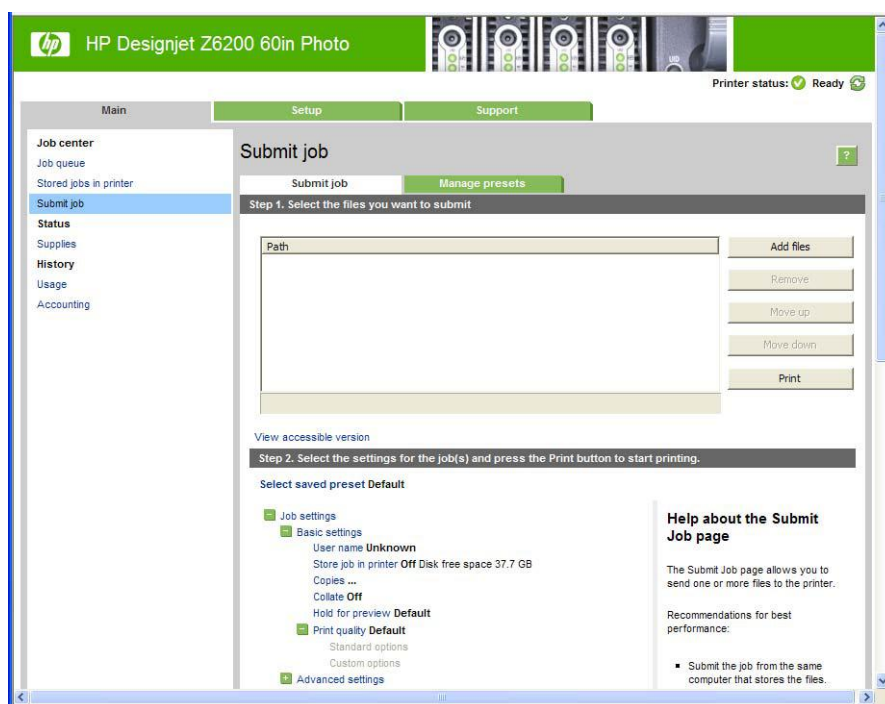 hp HP Designjet Z6200 60in Photo
UID
Printer status: Ready
Main Setup Support
Job center
Job queue
Stored jobs in printer
Submit job
Status
Supplies
History
Usage
Accounting
Submit job
?
Submit job Manage presets
Step 1. Select the files you want to submit
Path
Add files
Remove
Move up
Move down
Print
View accessible version
Step 2. Select the settings for the job(s) and press the Print button to start printing.
Select saved preset Default
Job settings
Basic settings
User name Unknown
Store job in printer Off Disk free space 37.7 GB
Copies ...
Collate Off
Hold for preview Default
Print quality Default
Standard options
Custom options
Advanced settings
Help about the Submit
Job page
The Submit Job page allows you to
send one or more files to the printer.
Recommendations for best
performance:
Submit the job from the same
computer that stores the files.